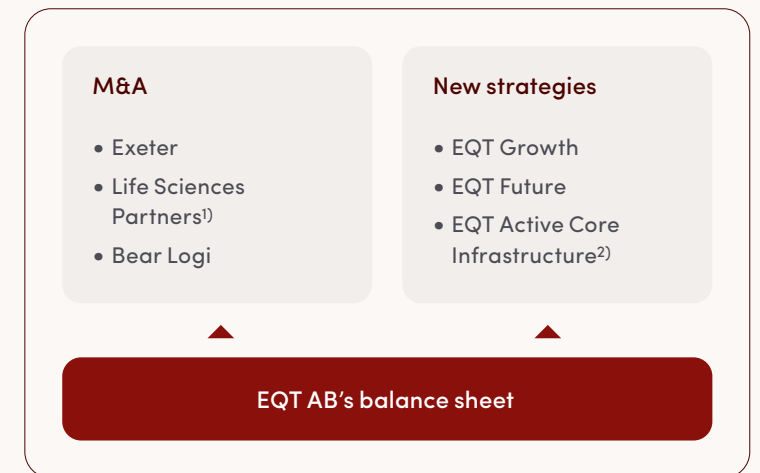 M&A
• Exeter
• Life Sciences
Partners¹⁾
• Bear Logi
New strategies
• EQT Growth
• EQT Future
• EQT Active Core
Infrastructure²⁾
EQT AB’s balance sheet